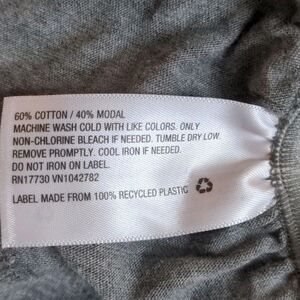 60% COTTON / 40% MODAL
MACHINE WASH COLD WITH LIKE COLORS. ONLY
NON-CHLORINE BLEACH IF NEEDED. TUMBLE DRY LOW.
REMOVE PROMPTLY. COOL IRON IF NEEDED.
DO NOT IRON ON LABEL.
RN17730 VN1042782
LABEL MADE FROM 100% RECYCLED PLASTIC